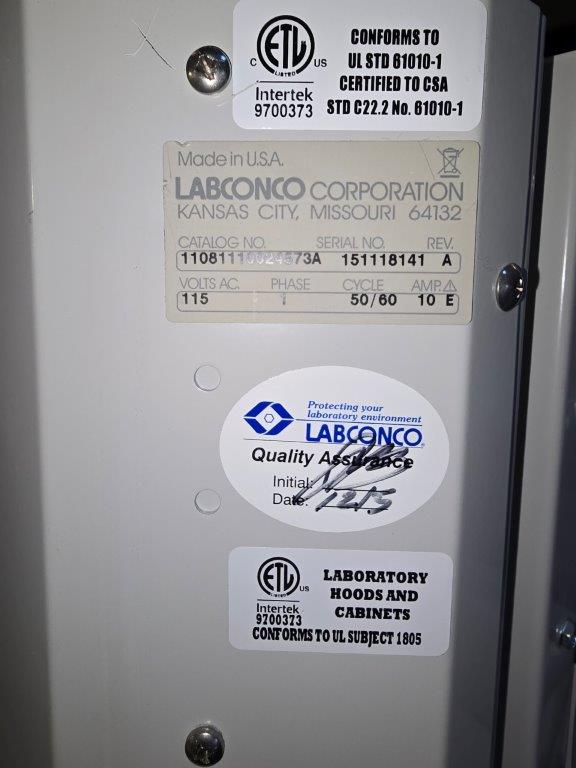 ETL
C US
LISTED
Intertek
9700373
CONFORMS TO
UL STD 61010-1
CERTIFIED TO CSA
STD C22.2 No. 61010-1
Made in U.S.A.
LABCONCO CORPORATION
KANSAS CITY, MISSOURI 64132
CATALOG NO. SERIAL NO. REV.
151118141 A
VOLTS AC. PHASE CYCLE AMP.
115 1 50/60 10 E
Protecting your
laboratory environment
LABCONCO
Quality Assurance
Initial:
Date:
ETL
US
LISTED
Intertek
9700373
LABORATORY
HOODS AND
CABINETS
CONFORMS TO UL SUBJECT 1805